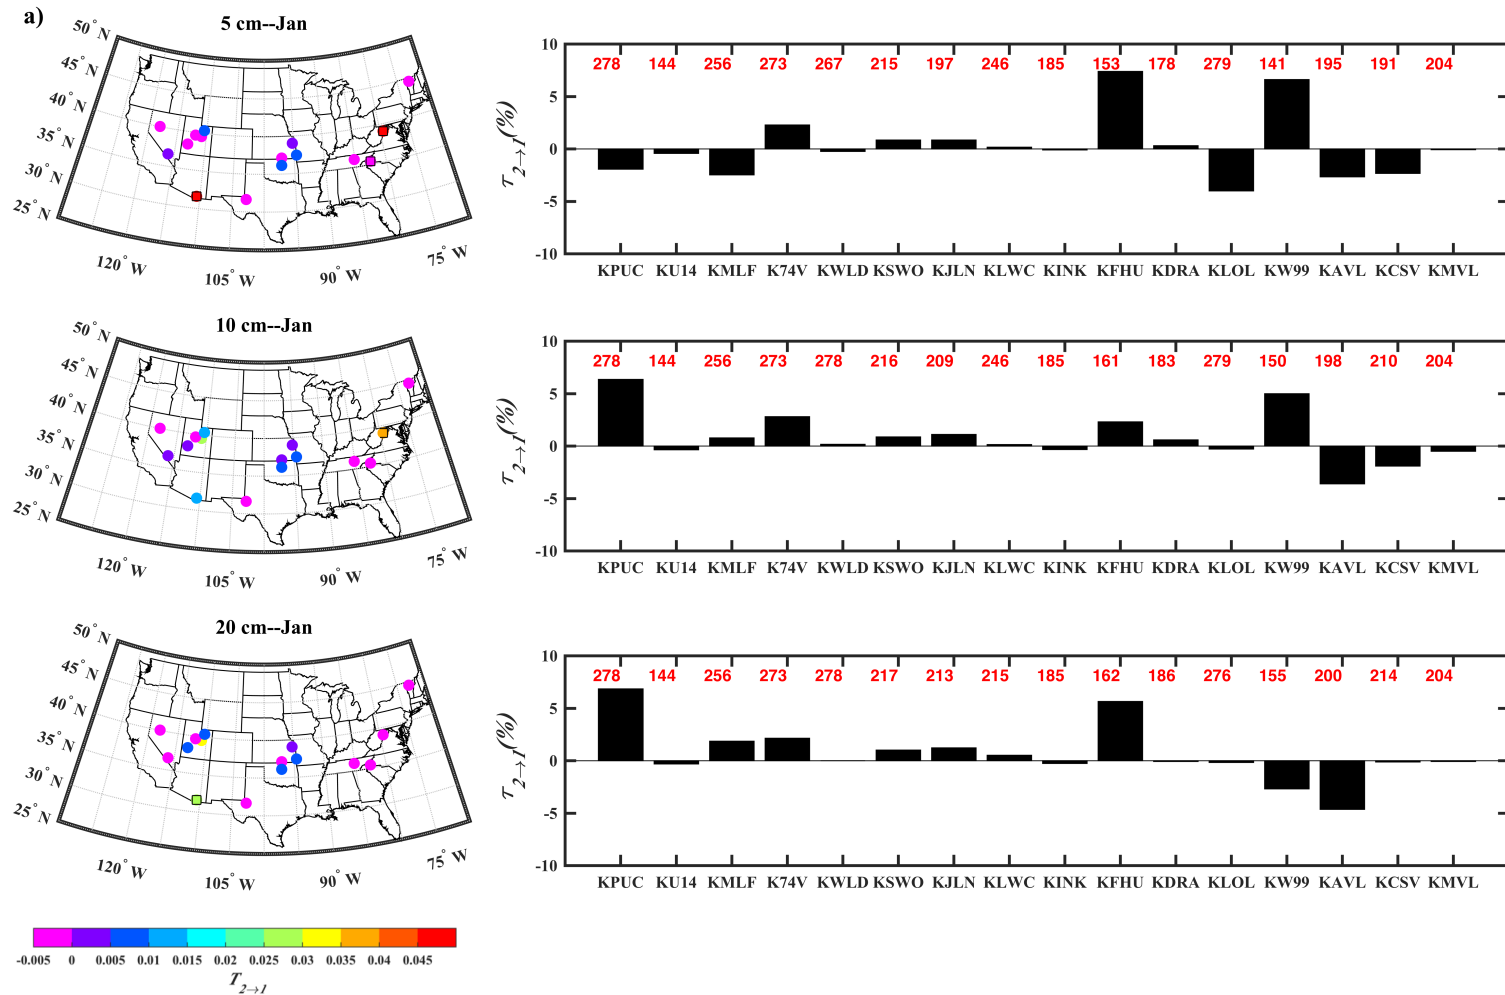 a)
5 cm--Jan
50° N
45° N
40° N
35° N
30° N
25° N
120° W
105° W
90° W
75° W
τ2→1(%)
10
5
0
-5
-10
278 144 256 273 267 215 197 246 185 153 178 279 141 195 191 204
KPUC KU14 KMLF K74V KWLD KSWO KJLN KLWC KINK KFHU KDRA KLOL KW99 KAVL KCSV KMVL
10 cm--Jan
50° N
45° N
40° N
35° N
30° N
25° N
120° W
105° W
90° W
75° W
τ2→1(%)
10
5
0
-5
-10
278 144 256 273 278 216 209 246 185 161 183 279 150 198 210 204
KPUC KU14 KMLF K74V KWLD KSWO KJLN KLWC KINK KFHU KDRA KLOL KW99 KAVL KCSV KMVL
20 cm--Jan
50° N
45° N
40° N
35° N
30° N
25° N
120° W
105° W
90° W
75° W
τ2→1(%)
10
5
0
-5
-10
278 144 256 273 278 217 213 215 185 162 186 276 155 200 214 204
KPUC KU14 KMLF K74V KWLD KSWO KJLN KLWC KINK KFHU KDRA KLOL KW99 KAVL KCSV KMVL
-0.005 0 0.005 0.01 0.015 0.02 0.025 0.03 0.035 0.04 0.045
T2→1